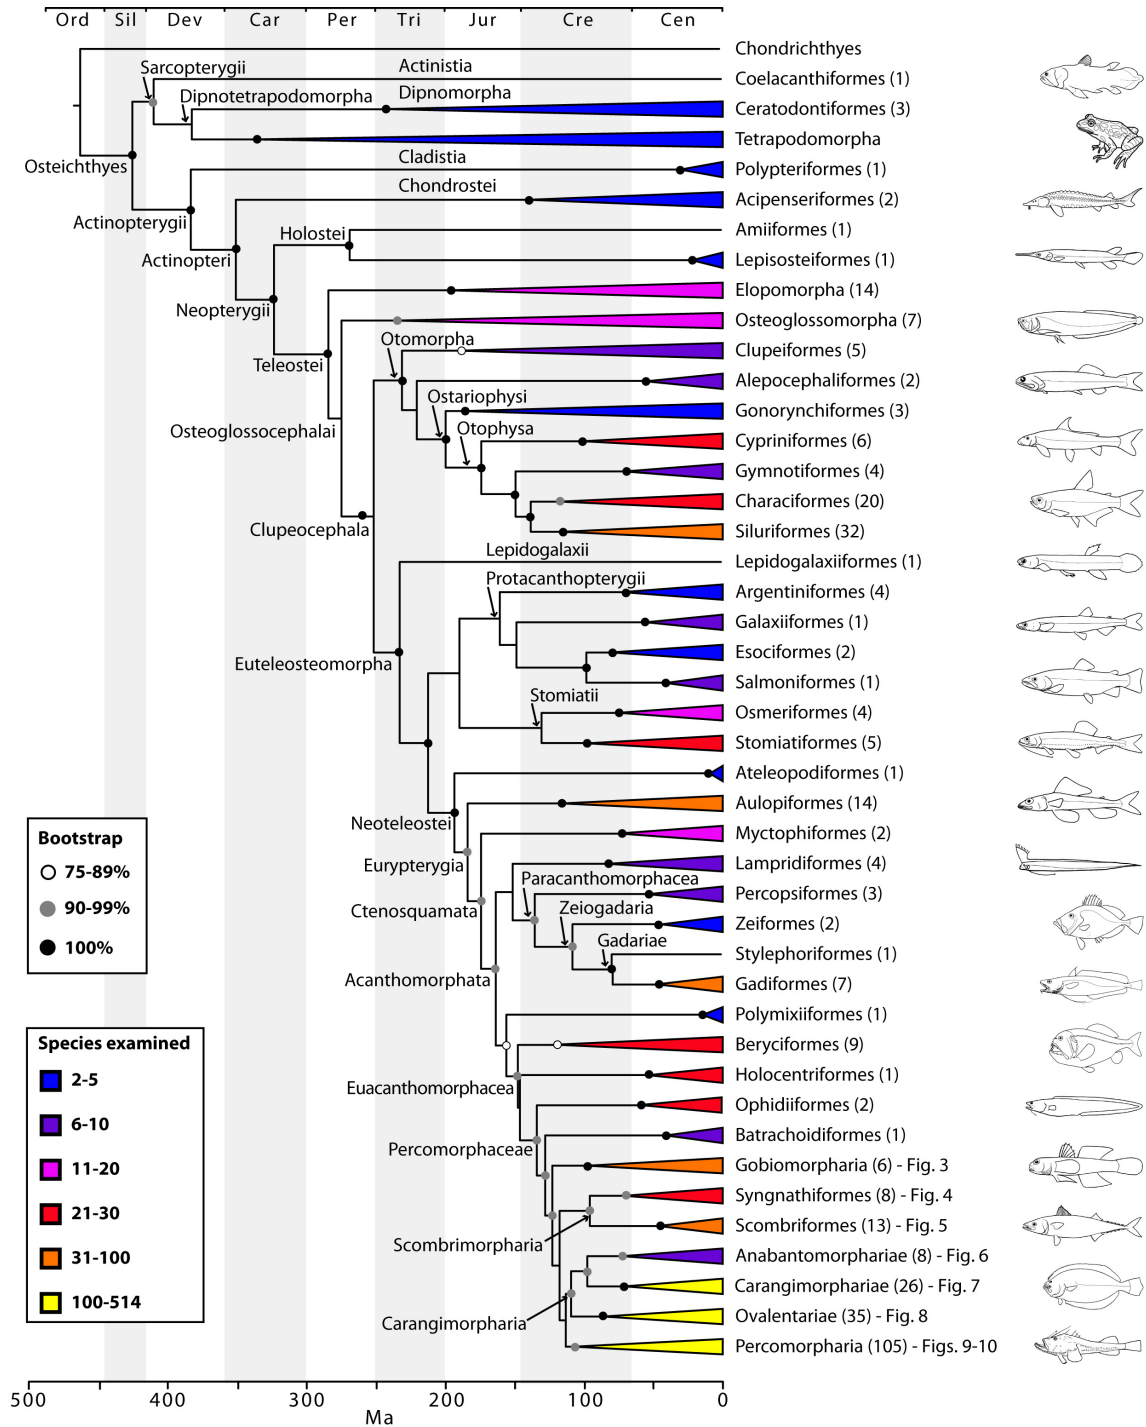 Ord Sil Dev Car Per Tri Jur Cre Cen
Chondrichthyes
Sarcopterygii
Actinistia
Coelacanthiformes (1)
Dipnotetrapodomorpha
Dipnomorpha
Ceratodontiformes (3)
Tetrapodomorpha
Osteichthyes
Cladistia
Polypteriformes (1)
Chondrostei
Acipenseriformes (2)
Actinopterygii
Holostei
Amiiformes (1)
Actinopteri
Lepisosteiformes (1)
Elopomorpha (14)
Neopterygii
Osteoglossomorpha (7)
Otomorpha
Clupeiformes (5)
Teleostei
Alepocephaliformes (2)
Ostariophysi
Gonorynchiformes (3)
Osteoglossocephalai
Otophysa
Cypriniformes (6)
Gymnotiformes (4)
Characiformes (20)
Clupeocephala
Siluriformes (32)
Lepidogalaxii
Lepidogalaxiiformes (1)
Protacanthopterygii
Argentiniformes (4)
Galaxiiformes (1)
Euteleosteomorpha
Esociformes (2)
Salmoniformes (1)
Stomiatii
Osmeriformes (4)
Stomiatiformes (5)
Ateleopodiformes (1)
Aulopiformes (14)
Neoteleostei
Myctophiformes (2)
Eurypterygia
Lampridiformes (4)
Paracanthomorphacea
Percopsiformes (3)
Ctenosquamata
Zeiogadaria
Zeiformes (2)
Gadariae
Stylephoriformes (1)
Acanthomorphata
Gadiformes (7)
Polymixiiformes (1)
Beryciformes (9)
Holocentriformes (1)
Euacanthomorphacea
Ophidiiformes (2)
Batrachoidiformes (1)
Percomorphaceae
Gobiomorpharia (6) - Fig. 3
Syngnathiformes (8) - Fig. 4
Scombriformes (13) - Fig. 5
Scombrimorpharia
Anabantomorphariae (8) - Fig. 6
Carangimorphariae (26) - Fig. 7
Ovalentariae (35) - Fig. 8
Carangimorpharia
Percomorpharia (105) - Figs. 9-10
Bootstrap
75-89%
90-99%
100%
Species examined
2-5
6-10
11-20
21-30
31-100
100-514
500 400 300 200 100 0
Ma